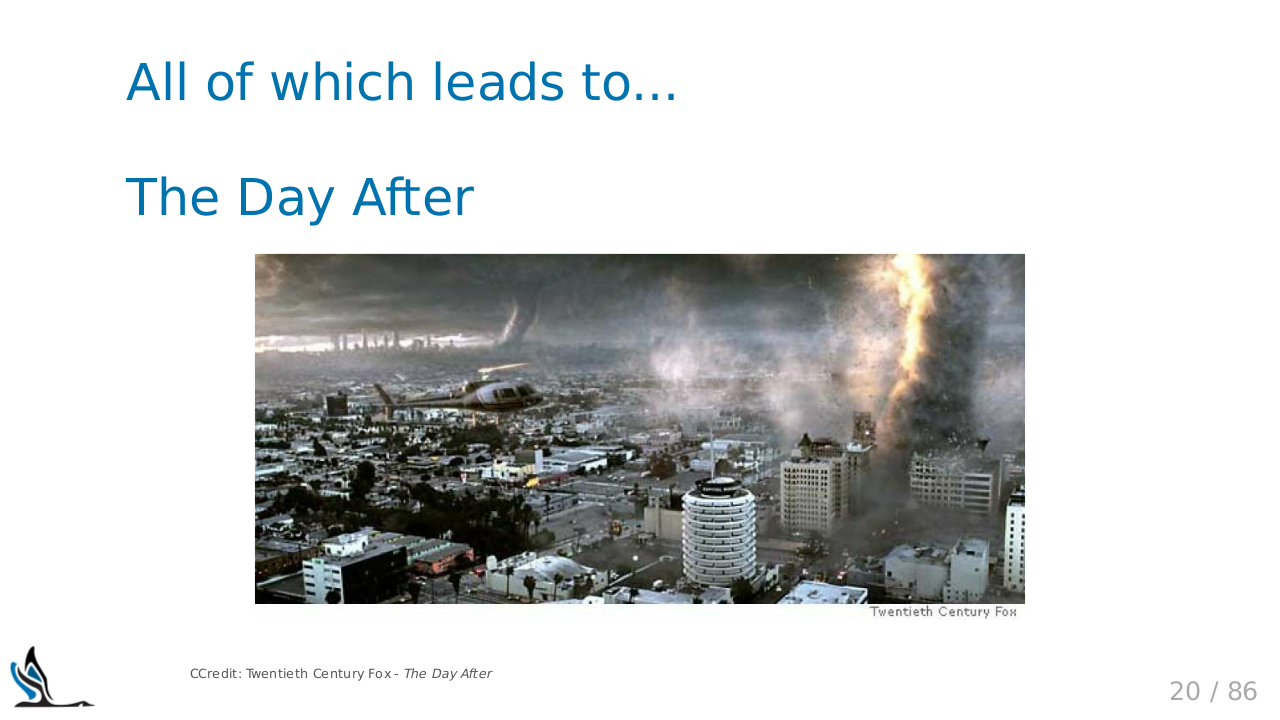 All of which leads to...
The Day After
Twentieth Century Fox
CCredit: Twentieth Century Fox - The Day After
20 / 86